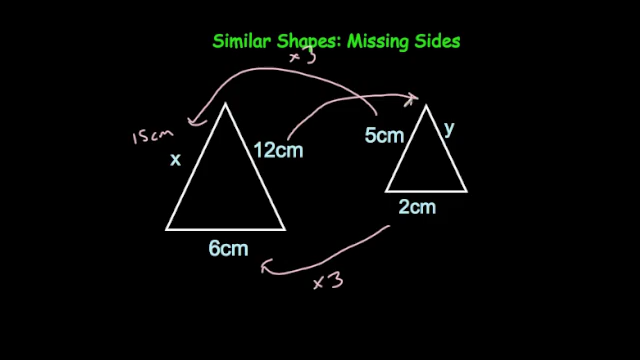 Similar Shapes: Missing Sides
×3
15cm
x
12cm
5cm
y
6cm
2cm
×3